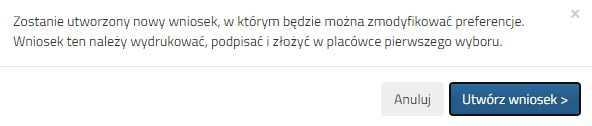 Zostanie utworzony nowy wniosek, w którym będzie można zmodyfikować preferencje.
Wniosek ten należy wydrukować, podpisać i złożyć w placówce pierwszego wyboru.
Anuluj
Utwórz wniosek >